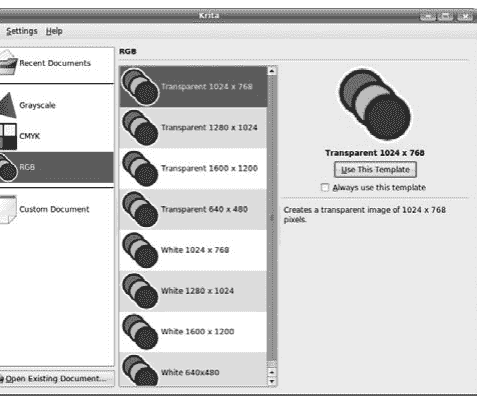 Krita
Settings Help
Recent Documents
Grayscale
CMYK
RGB
Custom Document
Open Existing Document...
RGB
Transparent 1024 x 768
Transparent 1280 x 1024
Transparent 1600 x 1200
Transparent 640 x 480
White 1024 x 768
White 1280 x 1024
White 1600 x 1200
White 640x480
Transparent 1024 x 768
Use This Template
Always use this template
Creates a transparent image of 1024 x 768
pixels.